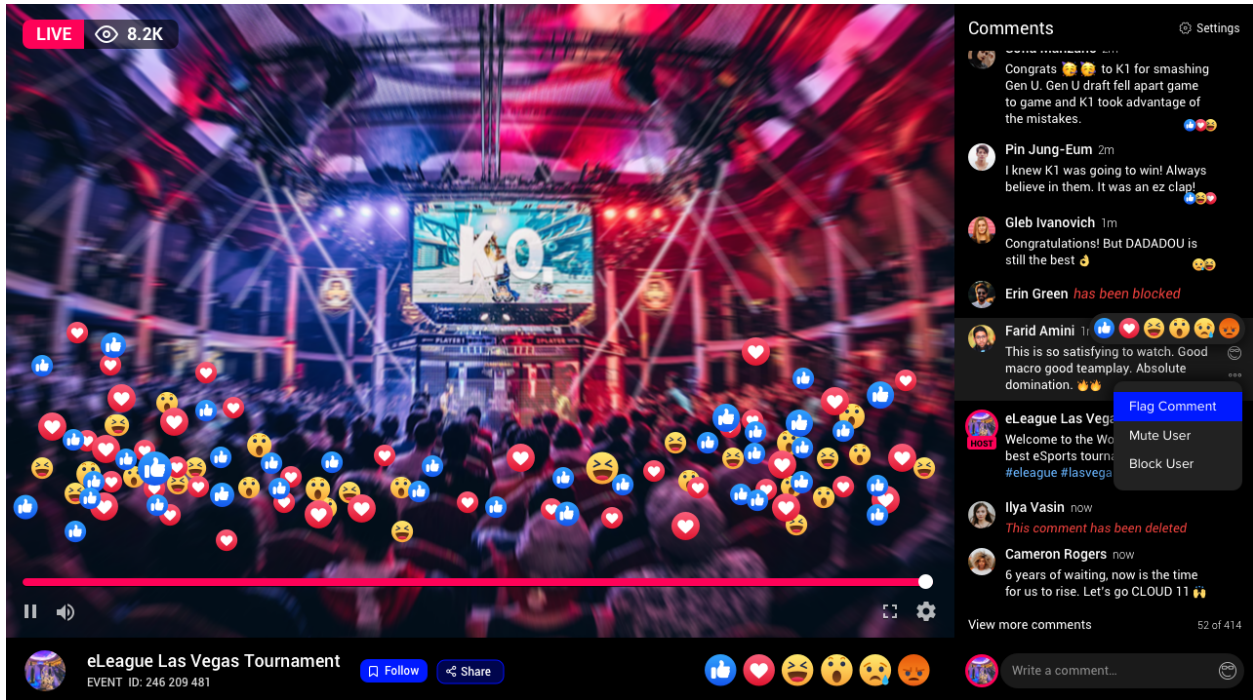 LIVE 8.2K
K.O.
PLAYER 1 2PLAYER
eLeague Las Vegas Tournament
EVENT ID: 246 209 481
Follow
Share
Comments
Settings
Congrats 🥳 🥳 to K1 for smashing
Gen U. Gen U draft fell apart game
to game and K1 took advantage of
the mistakes.
Pin Jung-Eum 2m
I knew K1 was going to win! Always
believe in them. It was an ez clap!
Gleb Ivanovich 1m
Congratulations! But DADADOU is
still the best 👌
Erin Green has been blocked
Farid Amini
This is so satisfying to watch. Good
macro good teamplay. Absolute
domination. 🔥🔥
Flag Comment
Mute User
Block User
eLeague Las Vega
HOST
Welcome to the Wo
best eSports tourna
#eleague #lasvega
Ilya Vasin now
This comment has been deleted
Cameron Rogers now
6 years of waiting, now is the time
for us to rise. Let's go CLOUD 11 🙌
View more comments
52 of 414
Write a comment...